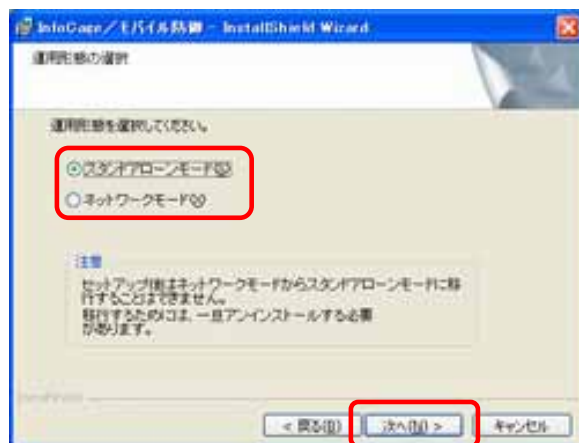 InfoCage／モバイル防御 - InstallShield Wizard
運用形態の選択
運用形態を選択してください。
スタンドアローンモード(S)
ネットワークモード
注意
セットアップ後はネットワークモードからスタンドアローンモードに移
行することはできません。
移行するためには、一旦アンインストールする必要
があります。
InstallShield
< 戻る(B)
次へ(N) >
キャンセル